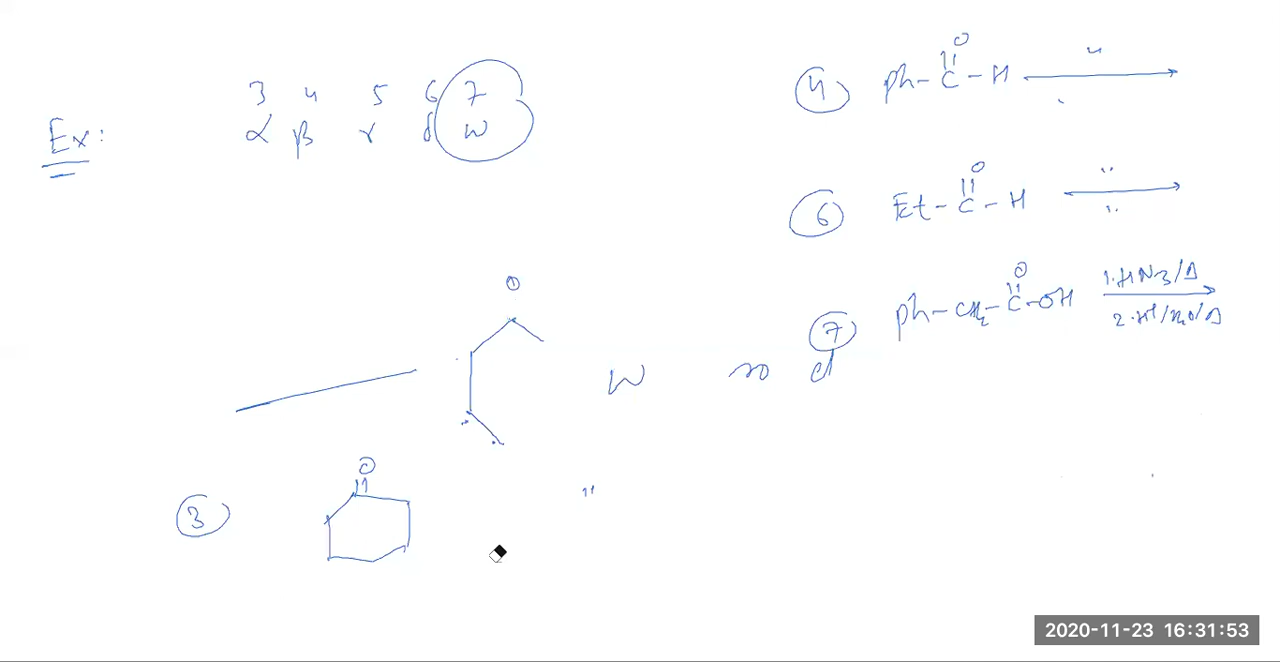 Ex:
3 4 5 6 7
α β γ δ ω
O
3
O
"
4 Ph-C-H
O
"
6 Et-C-H
O
"
"
7 Ph-CH2-C-OH
O
1. HN3/Δ
2. H+/H2O/Δ
2020-11-23 16:31:53